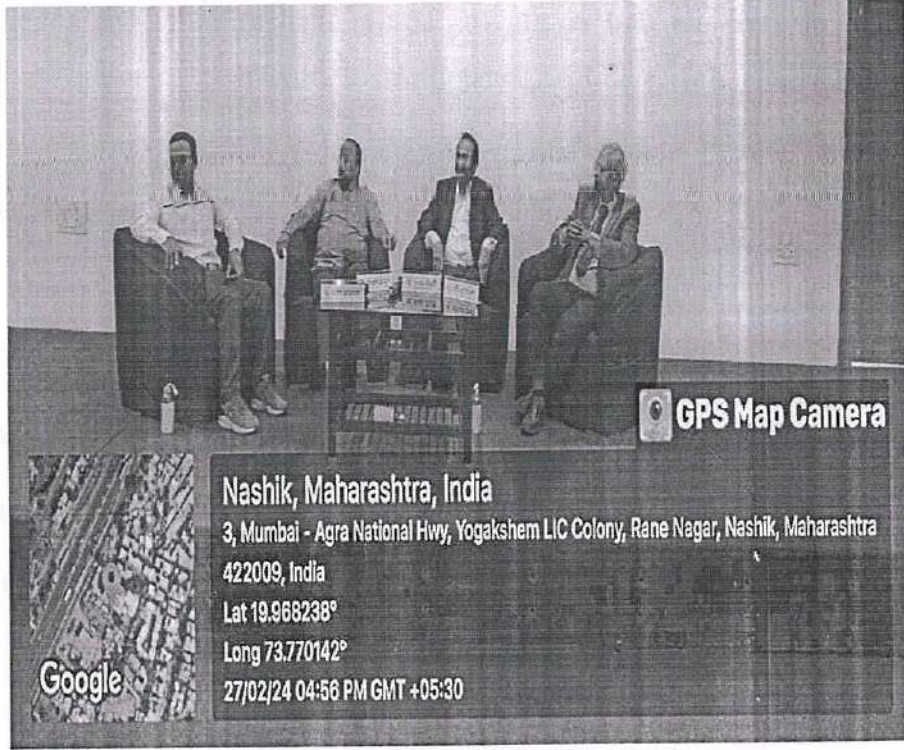 GPS Map Camera
Nashik, Maharashtra, India
3, Mumbai - Agra National Hwy, Yogakshem LIC Colony, Rane Nagar, Nashik, Maharashtra
422009, India
Lat 19.968238°
Long 73.770142°
27/02/24 04:56 PM GMT +05:30
Google